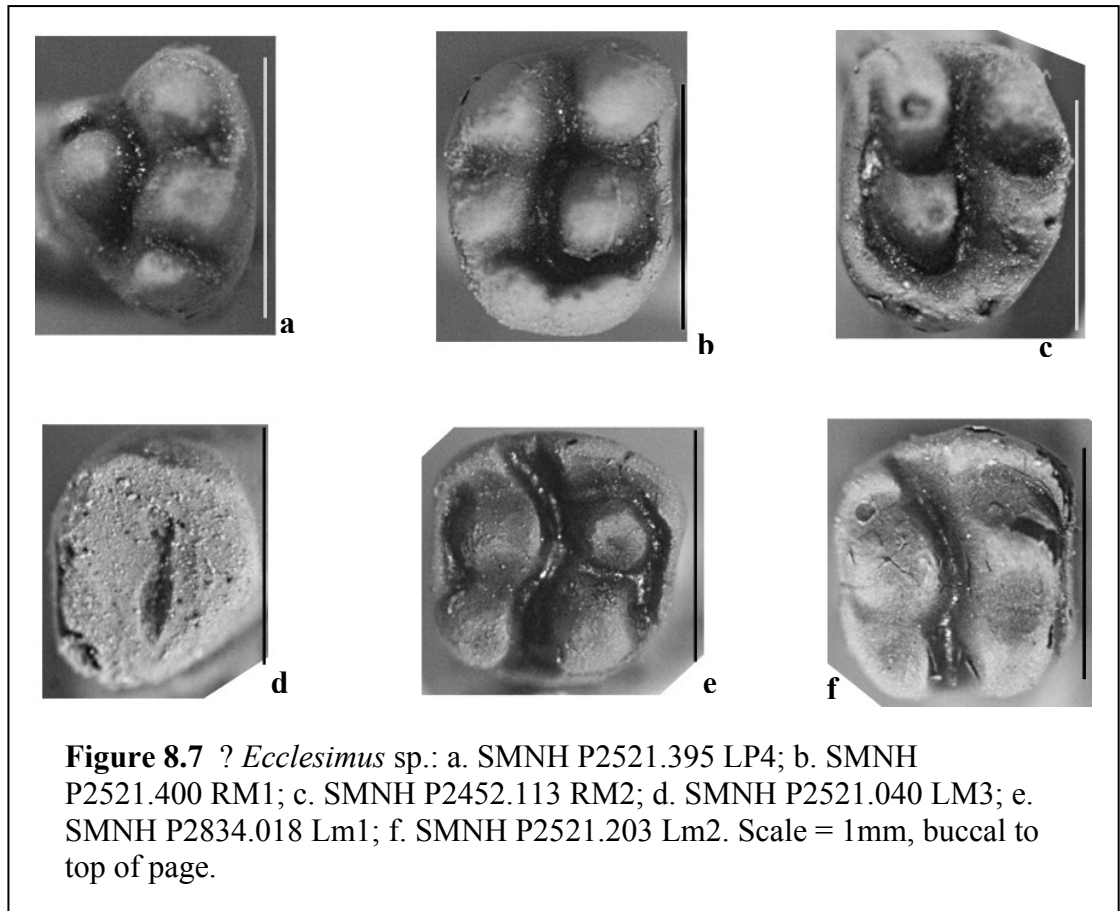 a
b
c
d
e
f
Figure 8.7 ? Ecclesimus sp.: a. SMNH P2521.395 LP4; b. SMNH
P2521.400 RM1; c. SMNH P2452.113 RM2; d. SMNH P2521.040 LM3; e.
SMNH P2834.018 Lm1; f. SMNH P2521.203 Lm2. Scale = 1mm, buccal to
top of page.